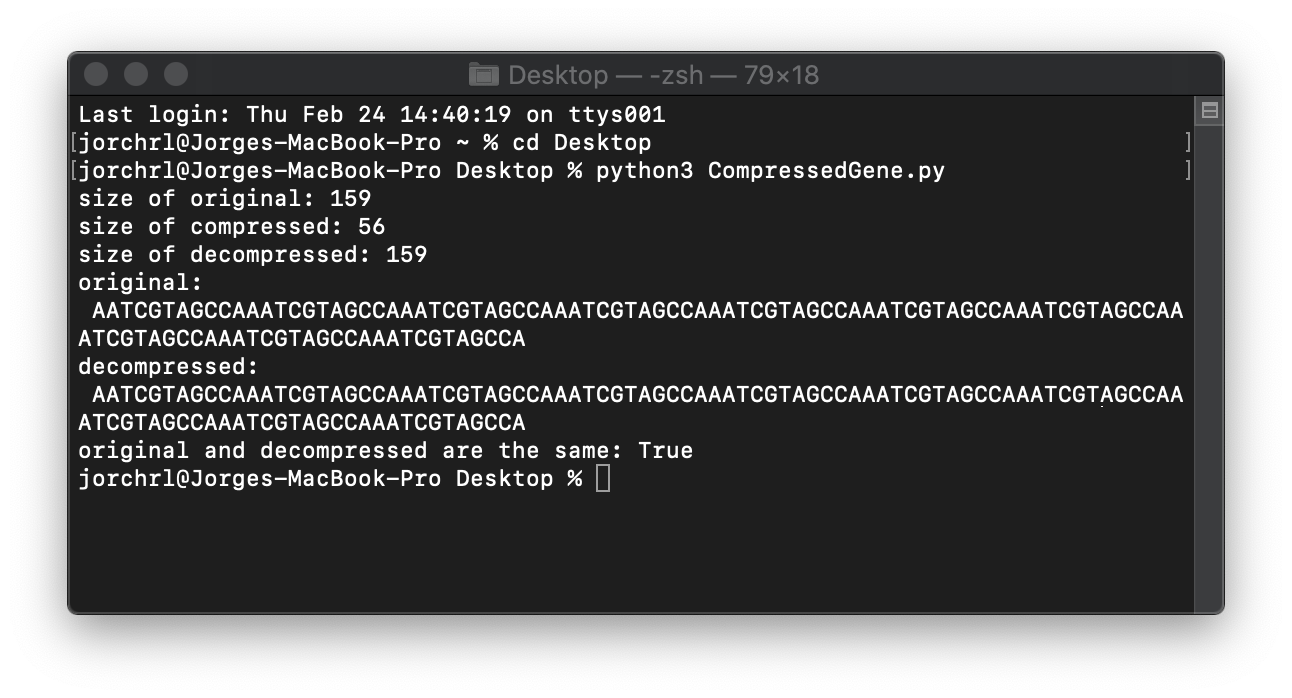 Desktop — -zsh — 79×18
Last login: Thu Feb 24 14:40:19 on ttys001
[jorchrl@Jorges-MacBook-Pro ~ % cd Desktop ]
[jorchrl@Jorges-MacBook-Pro Desktop % python3 CompressedGene.py ]
size of original: 159
size of compressed: 56
size of decompressed: 159
original:
AATCGTAGCCAAATCGTAGCCAAATCGTAGCCAAATCGTAGCCAAATCGTAGCCAAATCGTAGCCAAATCGTAGCCAA
ATCGTAGCCAAATCGTAGCCAAATCGTAGCCA
decompressed:
AATCGTAGCCAAATCGTAGCCAAATCGTAGCCAAATCGTAGCCAAATCGTAGCCAAATCGTAGCCAAATCGTAGCCAA
ATCGTAGCCAAATCGTAGCCAAATCGTAGCCA
original and decompressed are the same: True
jorchrl@Jorges-MacBook-Pro Desktop %